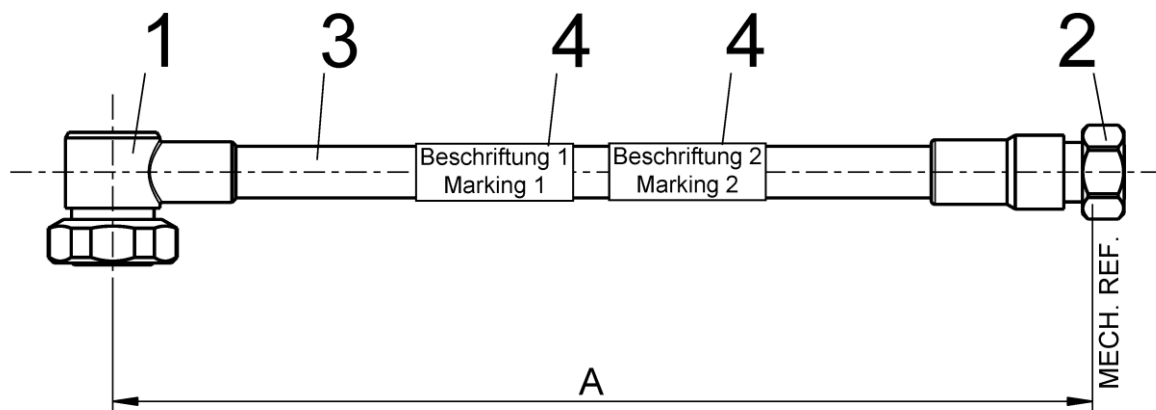 1
3
4
4
2
Beschriftung 1
Marking 1
Beschriftung 2
Marking 2
MECH. REF.
A